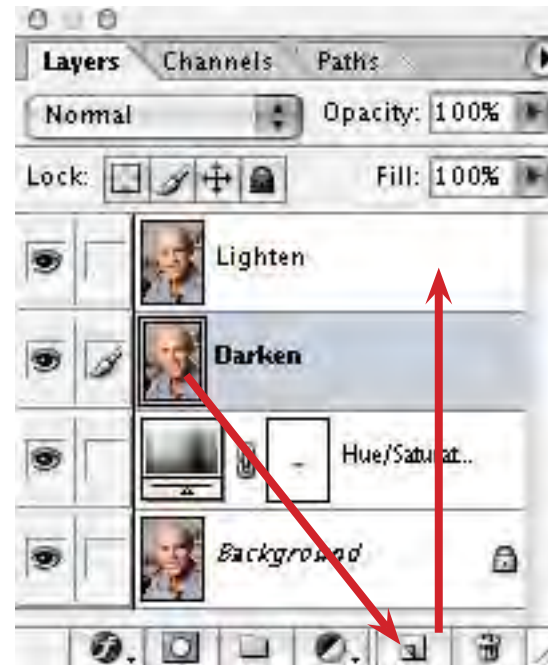 Layers Channels Paths
Normal Opacity: 100%
Lock: Fill: 100%
Lighten
Darken
Hue/Saturat...
Background